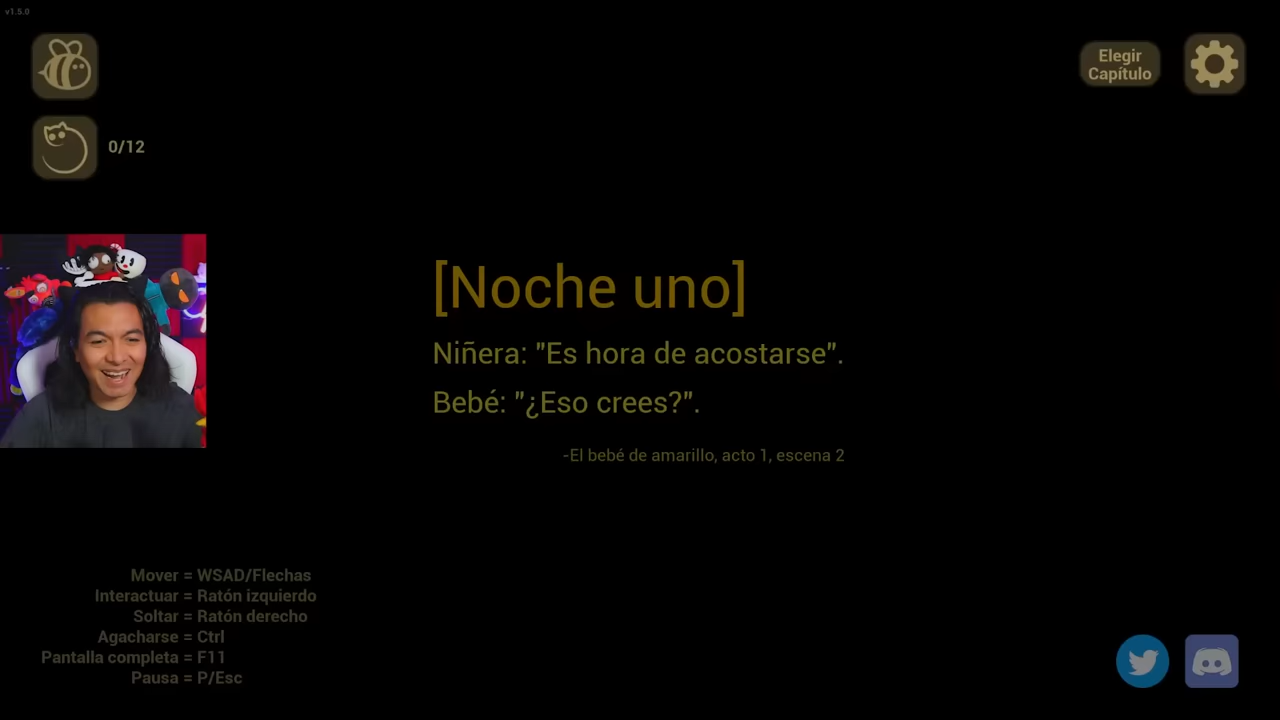 v1.5.0
Elegir
Capítulo
0/12
[Noche uno]
Niñera: "Es hora de acostarse".
Bebé: "¿Eso crees?".
-El bebé de amarillo, acto 1, escena 2
Mover = WSAD/Flechas
Interactuar = Ratón izquierdo
Soltar = Ratón derecho
Agacharse = Ctrl
Pantalla completa = F11
Pausa = P/Esc